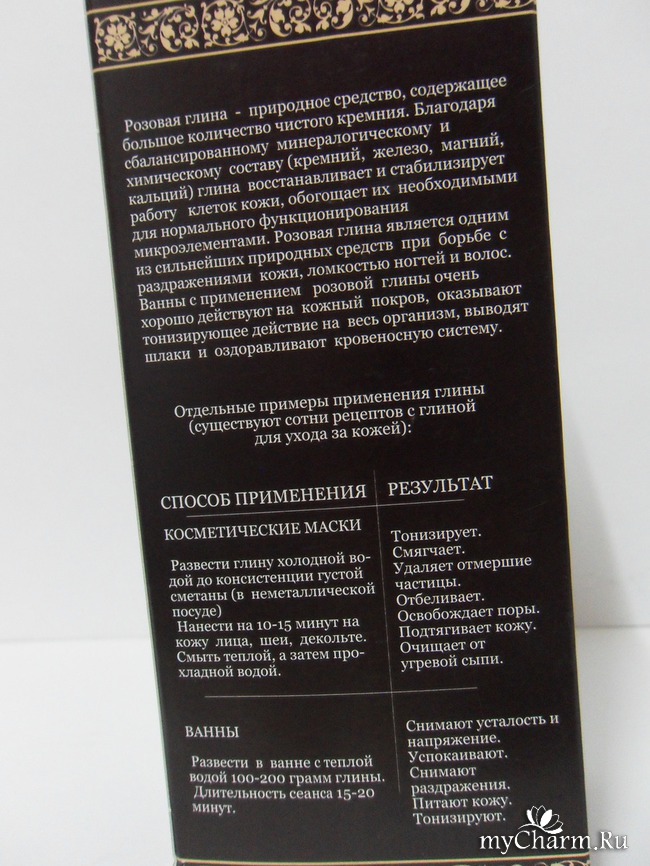 Розовая глина - природное средство, содержащее
большое количество чистого кремния. Благодаря
сбалансированному минералогическому и
химическому составу (кремний, железо, магний,
кальций) глина восстанавливает и стабилизирует
работу клеток кожи, обогощает их необходимыми
для нормального функционирования
микроэлементами. Розовая глина является одним
из сильнейших природных средств при борьбе с
раздражениями кожи, ломкостью ногтей и волос.
Ванны с применением розовой глины очень
хорошо действуют на кожный покров, оказывают
тонизирующее действие на весь организм, выводят
шлаки и оздоравливают кровеносную систему.
Отдельные примеры применения глины
(существуют сотни рецептов с глиной
для ухода за кожей):
СПОСОБ ПРИМЕНЕНИЯ
КОСМЕТИЧЕСКИЕ МАСКИ
Развести глину холодной во-
дой до консистенции густой
сметаны (в неметаллической
посуде)
Нанести на 10-15 минут на
кожу лица, шеи, декольте.
Смыть теплой, а затем про-
хладной водой.
РЕЗУЛЬТАТ
Тонизирует.
Смягчает.
Удаляет отмершие
частицы.
Отбеливает.
Освобождает поры.
Подтягивает кожу.
Очищает от
угревой сыпи.
ВАННЫ
Развести в ванне с теплой
водой 100-200 грамм глины.
Длительность сеанса 15-20
минут.
Снимают усталость и
напряжение.
Успокаивают.
Снимают
раздражения.
Питают кожу.
Тонизируют.
myCharm.Ru